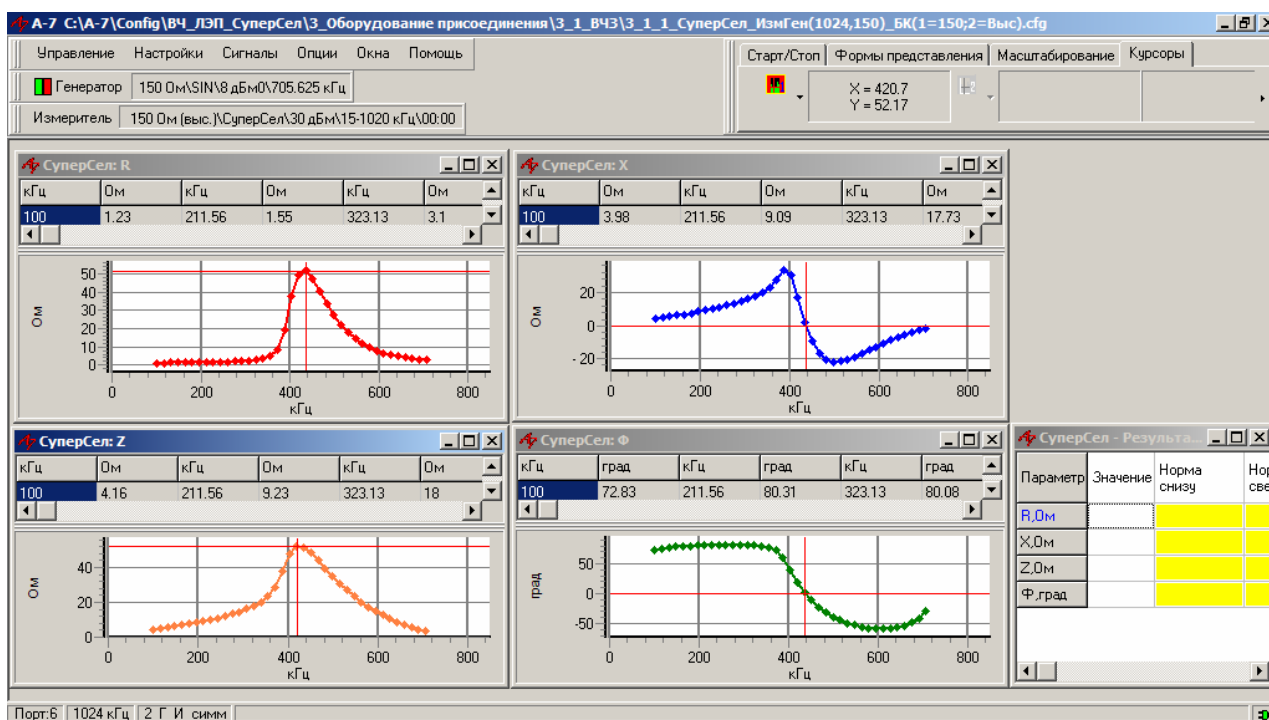 А-7 C:\А-7\Config\ВЧ_ЛЭП_СуперСел\3_Оборудование присоединения\3_1_ВЧЗ\3_1_1_СуперСел_ИзмГен(1024,150)_БК(1=150;2=Выс).cfg
Управление Настройки Сигналы Опции Окна Помощь
Старт/Стоп Формы представления Масштабирование Курсоры
Генератор 150 Ом\SIN\8 дБм0\705.625 кГц
X = 420.7
Y = 52.17
Измеритель 150 Ом (выс.)\СуперСел\30 дБм\15-1020 кГц\00:00
СуперСел: R
кГц Ом кГц Ом кГц Ом
100 1.23 211.56 1.55 323.13 3.1
50
40
30
20
10
0
Ом
0 200 400 600 800
кГц
СуперСел: X
кГц Ом кГц Ом кГц Ом
100 3.98 211.56 9.09 323.13 17.73
20
0
- 20
Ом
0 200 400 600 800
кГц
СуперСел: Z
кГц Ом кГц Ом кГц Ом
100 4.16 211.56 9.23 323.13 18
40
20
0
Ом
0 200 400 600 800
кГц
СуперСел: Ф
кГц град кГц град кГц град
100 72.83 211.56 80.31 323.13 80.08
50
0
-50
град
0 200 400 600 800
кГц
СуперСел - Результа...
Параметр Значение Норма снизу Нор све
R,Ом
X,Ом
Z,Ом
Ф,град
Порт:6 1024 кГц 2 Г И симм